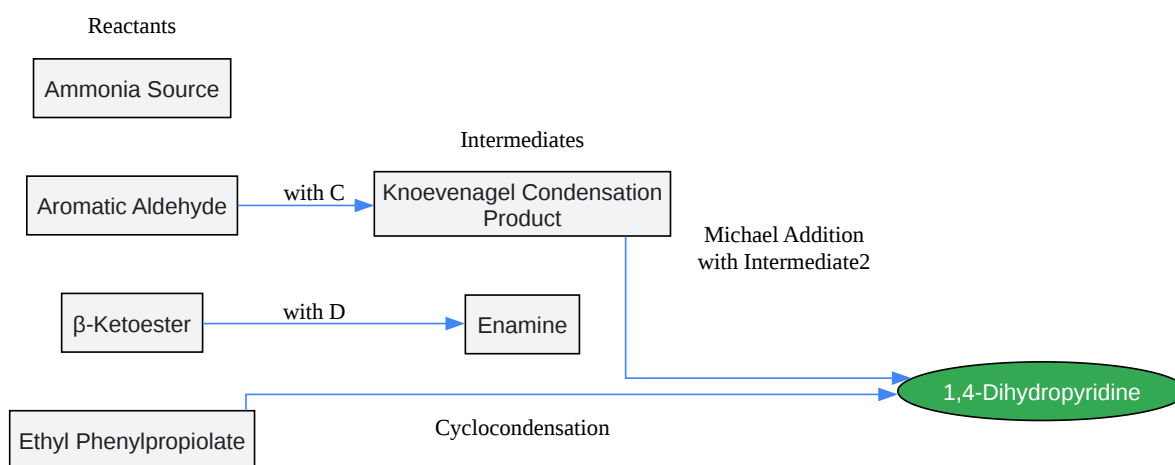 Reactants
Ammonia Source
Intermediates
Aromatic Aldehyde
with C
Knoevenagel Condensation
Product
Michael Addition
with Intermediate2
β-Ketoester
with D
Enamine
1,4-Dihydropyridine
Ethyl Phenylpropiolate
Cyclocondensation